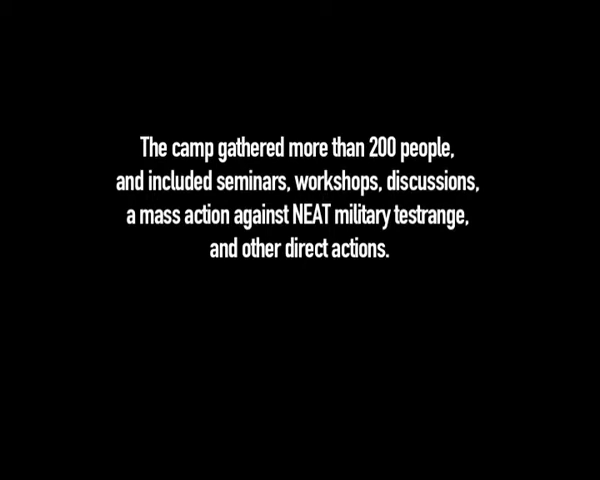 The camp gathered more than 200 people,
and included seminars, workshops, discussions,
a mass action against NEAT military testrange,
and other direct actions.